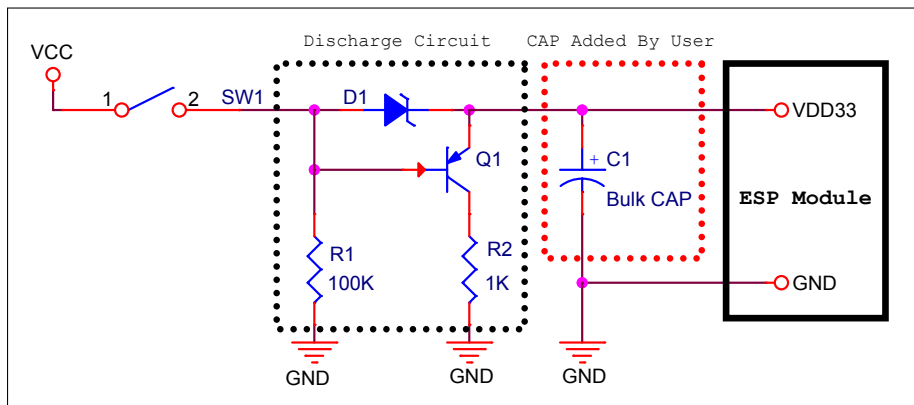 Discharge Circuit
CAP Added By User
VCC
1
2
SW1
D1
VDD33
Q1
+ C1
Bulk CAP
ESP Module
R1
100K
R2
1K
GND
GND
GND
GND